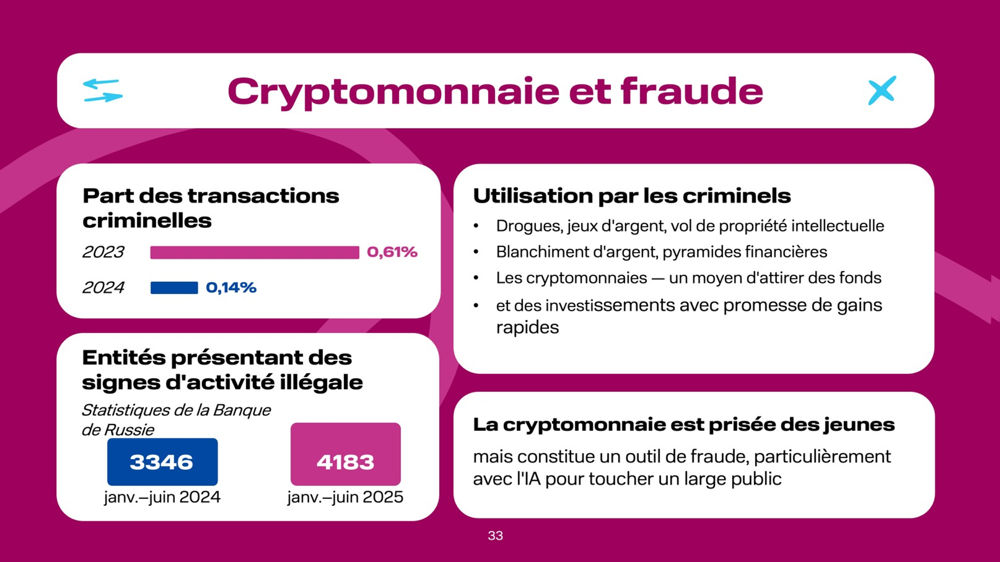 Cryptomonnaie et fraude
Part des transactions
criminelles
2023 0,61%
2024 0,14%
Entités présentant des
signes d'activité illégale
Statistiques de la Banque
de Russie
3346 4183
janv.–juin 2024 janv.–juin 2025
Utilisation par les criminels
• Drogues, jeux d'argent, vol de propriété intellectuelle
• Blanchiment d'argent, pyramides financières
• Les cryptomonnaies — un moyen d'attirer des fonds
• et des investissements avec promesse de gains
rapides
La cryptomonnaie est prisée des jeunes
mais constitue un outil de fraude, particulièrement
avec l'IA pour toucher un large public
33